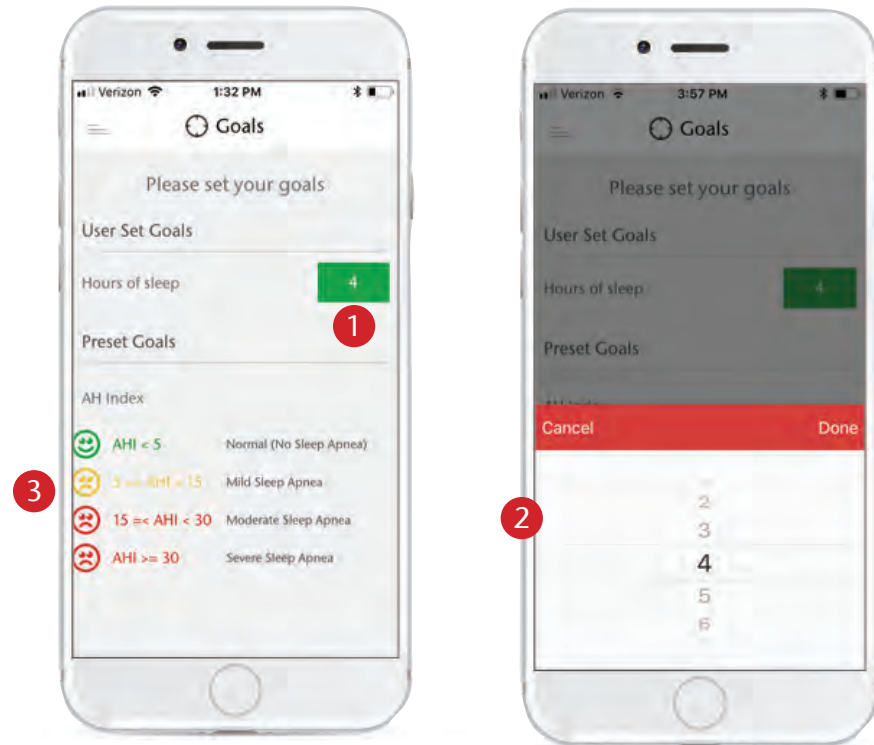 Verizon 1:32 PM
Goals
Please set your goals
User Set Goals
Hours of sleep 4
1
Preset Goals
AH Index
AHI < 5 Normal (No Sleep Apnea)
3
5 =< AHI < 15 Mild Sleep Apnea
15 =< AHI < 30 Moderate Sleep Apnea
AHI >= 30 Severe Sleep Apnea
Verizon 3:57 PM
Goals
Please set your goals
User Set Goals
Hours of sleep 4
Preset Goals
Cancel Done
2
2
3
4
5
6